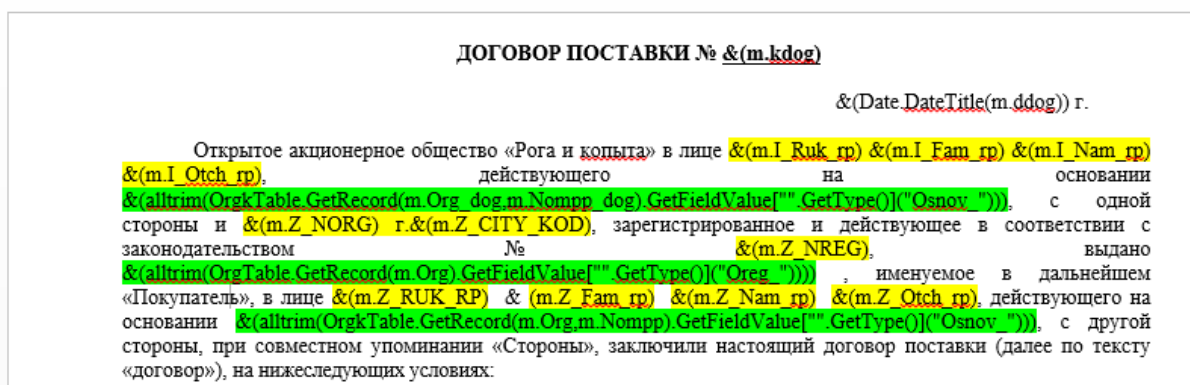 ДОГОВОР ПОСТАВКИ № &(m.kdog)
&(Date.DateTitle(m.ddog)) г.
Открытое акционерное общество «Рога и копыта» в лице &(m.I_Ruk_rp) &(m.I_Fam_rp) &(m.I_Nam_rp)
&(m.I_Otch_rp), действующего на основании
&(alltrim(OrgkTable.GetRecord(m.Org_dog,m.Nompp_dog).GetFieldValue["".GetType()]("Osnov_"))), с одной
стороны и &(m.Z_NORG) г.&(m.Z_CITY_KOD), зарегистрированное и действующее в соответствии с
законодательством № &(m.Z_NREG), выдано
&(alltrim(OrgTable.GetRecord(m.Org).GetFieldValue["".GetType()]("Oreg_")))) , именуемое в дальнейшем
«Покупатель», в лице &(m.Z_RUK_RP) & (m.Z_Fam_rp) &(m.Z_Nam_rp) &(m.Z_Otch_rp), действующего на
основании &(alltrim(OrgkTable.GetRecord(m.Org,m.Nompp).GetFieldValue["".GetType()]("Osnov_"))), с другой
стороны, при совместном упоминании «Стороны», заключили настоящий договор поставки (далее по тексту
«договор»), на нижеследующих условиях: